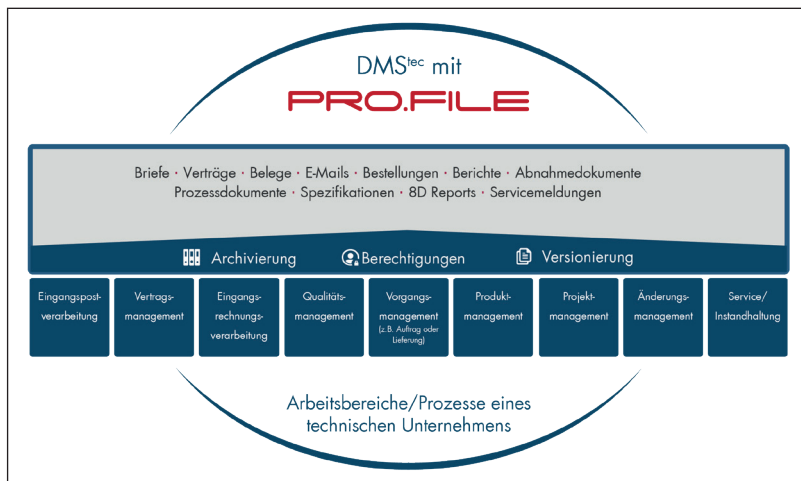 DMStec mit
PRO.FILE
Briefe · Verträge · Belege · E-Mails · Bestellungen · Berichte · Abnahmedokumente
Prozessdokumente · Spezifikationen · 8D Reports · Servicemeldungen
Archivierung Berechtigungen Versionierung
Eingangspost-
verarbeitung
Vertrags-
management
Eingangs-
rechnungs-
verarbeitung
Qualitäts-
management
Vorgangs-
management
(z.B. Auftrag oder
Lieferung)
Produkt-
management
Projekt-
management
Änderungs-
management
Service/
Instandhaltung
Arbeitsbereiche/Prozesse eines
technischen Unternehmens